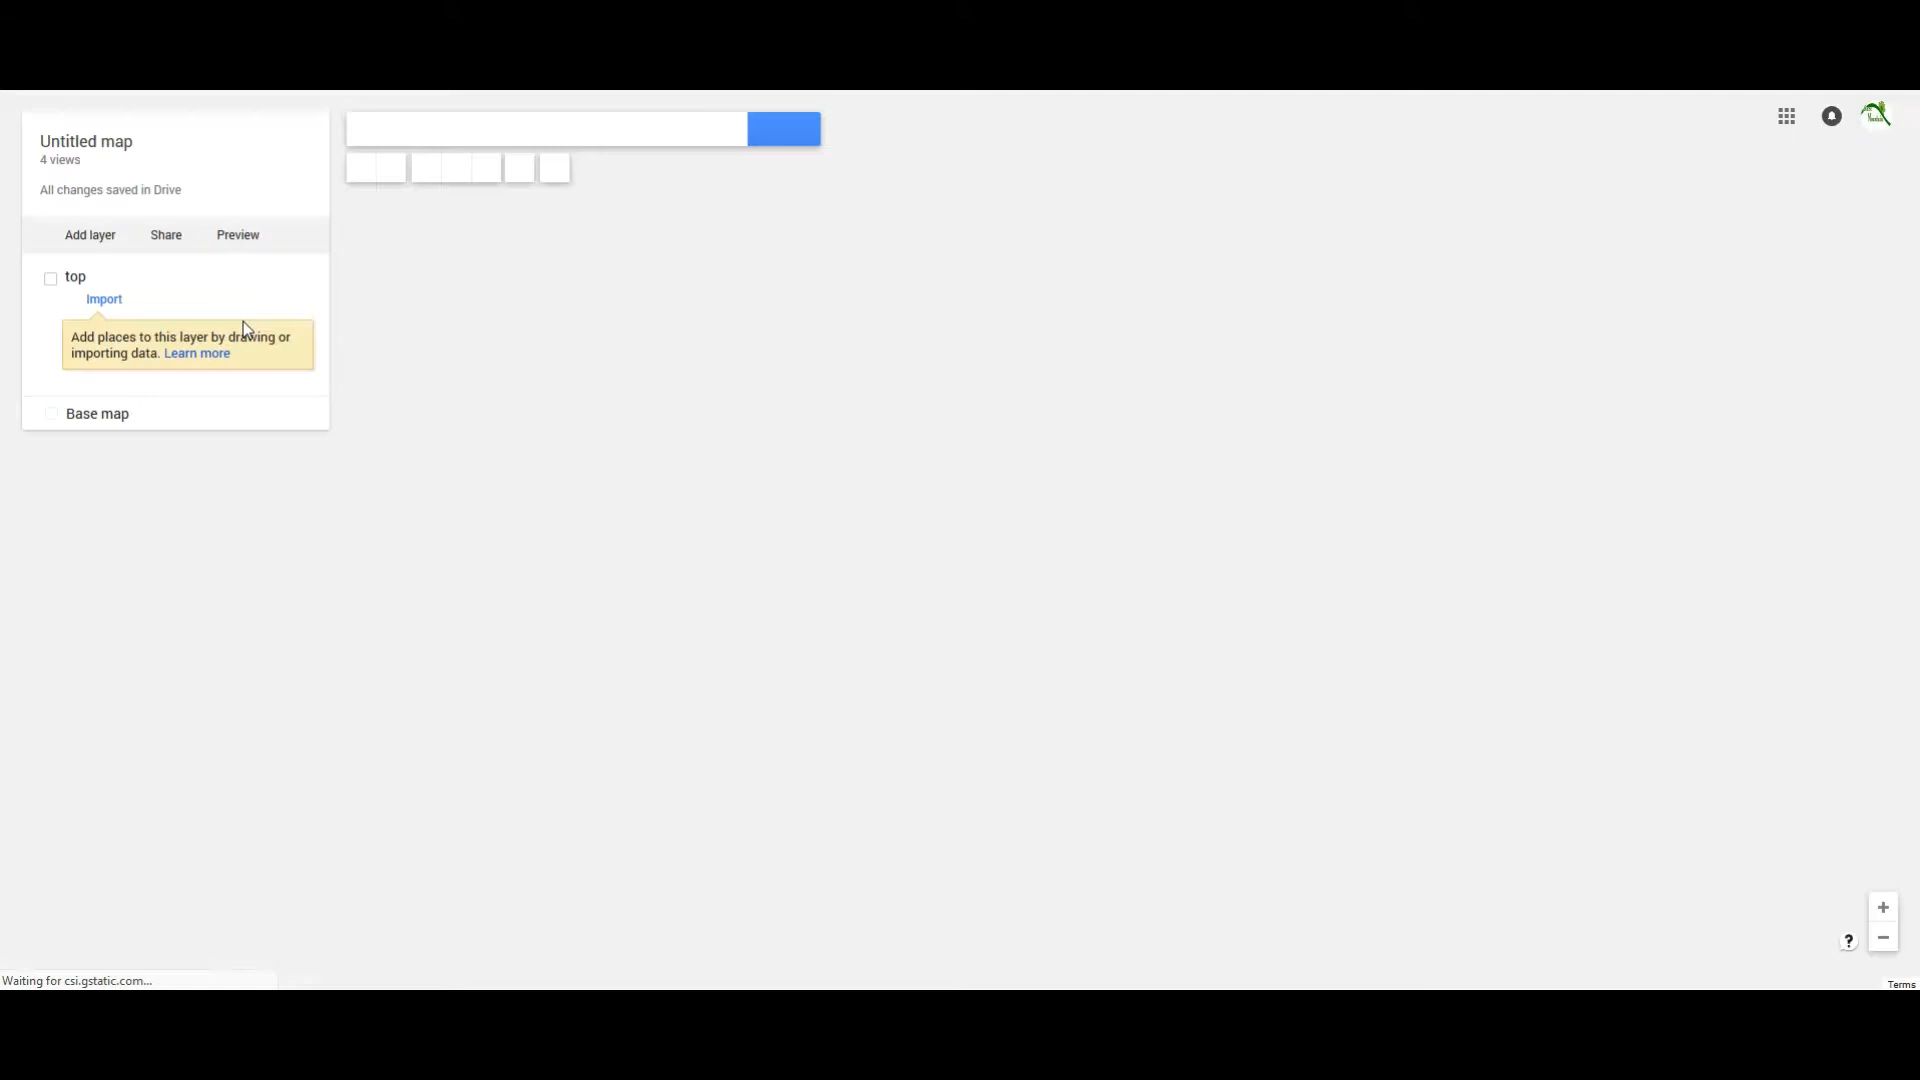 Untitled map
4 views
All changes saved in Drive
Add layer Share Preview
top
Import
Add places to this layer by drawing or
importing data. Learn more
Base map
?
+
−
Waiting for csi.gstatic.com...
Terms